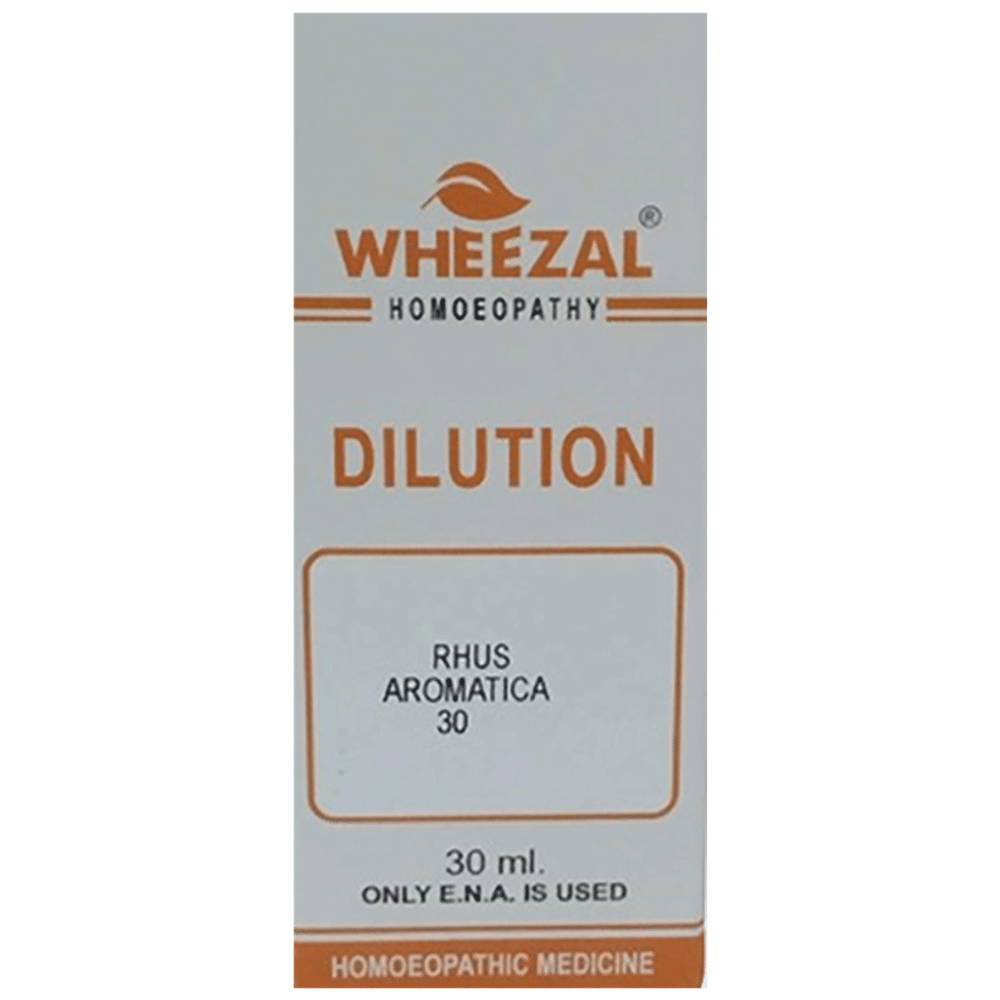 WHEEZAL®
HOMOEOPATHY
DILUTION
RHUS
AROMATICA
30
30 ml.
ONLY E.N.A. IS USED
HOMOEOPATHIC MEDICINE